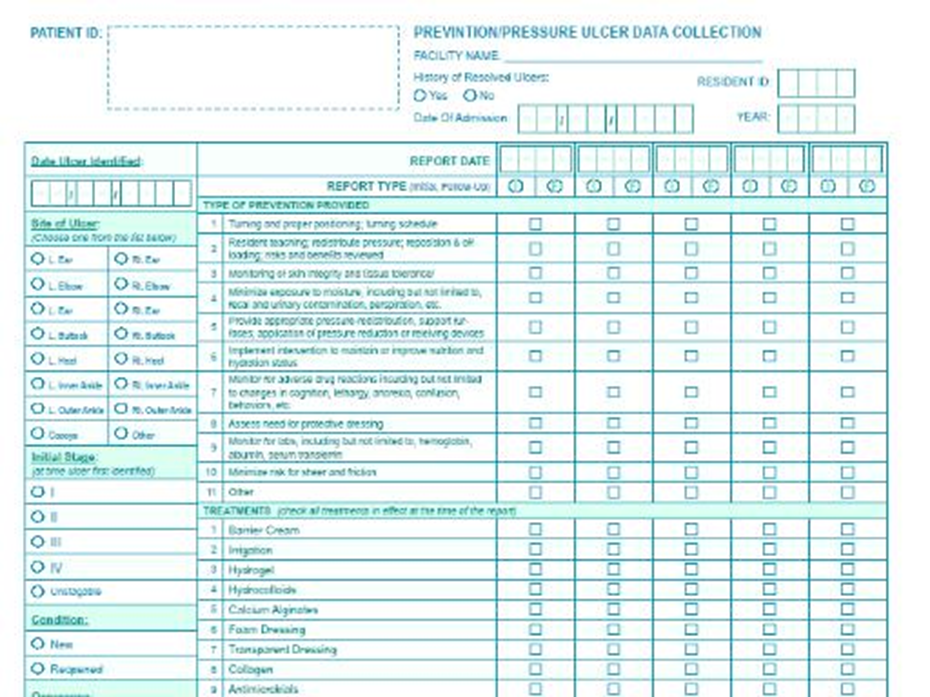 PATIENT ID:
PREVINTION/PRESSURE ULCER DATA COLLECTION
FACILITY NAME:
History of Resolved Ulcers:
Yes No
RESIDENT ID
Date Of Admission
YEAR:
Date Ulcer Identified:
REPORT DATE
REPORT TYPE (Initial, Follow-Up)
I F I F I F I F I F
Site of Ulcer:
(Choose one from the list below)
L. Ear Rt. Ear
L. Elbow Rt. Elbow
L. Ear Rt. Ear
L. Buttock Rt. Buttock
L. Heel Rt. Heel
L. Inner Ankle Rt. Inner Ankle
L. Outer Ankle Rt. Outer Ankle
Coccyx Other
Initial Stage:
(at time ulcer first identified)
I
II
III
IV
Unstagable
Condition:
New
Reopened
TYPE OF PREVENTION PROVIDED
1 Turning and proper positioning; turning schedule
2 Resident teaching; redistribute pressure; reposition & off
loading; risks and benefits reviewed
3 Monitoring of skin integrity and tissue tolerance/
4 Minimize exposure to moisture, including but not limited to,
fecal and urinary contamination, perspiration, etc.
5 Provide appropriate pressure-redistribution, support sur-
faces; application of pressure reduction or relieving devices
6 Implement intervention to maintain or improve nutrition and
hydration status
7 Monitor for adverse drug reactions including but not limited
to changes in cognition, lethargy, anorexia, confusion,
behaviors, etc.
8 Assess need for protective dressing
9 Monitor for labs, including but not limited to, hemoglobin,
albumin, serum transferrin
10 Minimize risk for sheer and friction
11 Other
TREATMENTS (check all treatments in effect at the time of the report)
1 Barrier Cream
2 Irrigation
3 Hydrogel
4 Hydrocolloids
5 Calcium Alginates
6 Foam Dressing
7 Transparent Dressing
8 Collagen
9 Antimicrobials